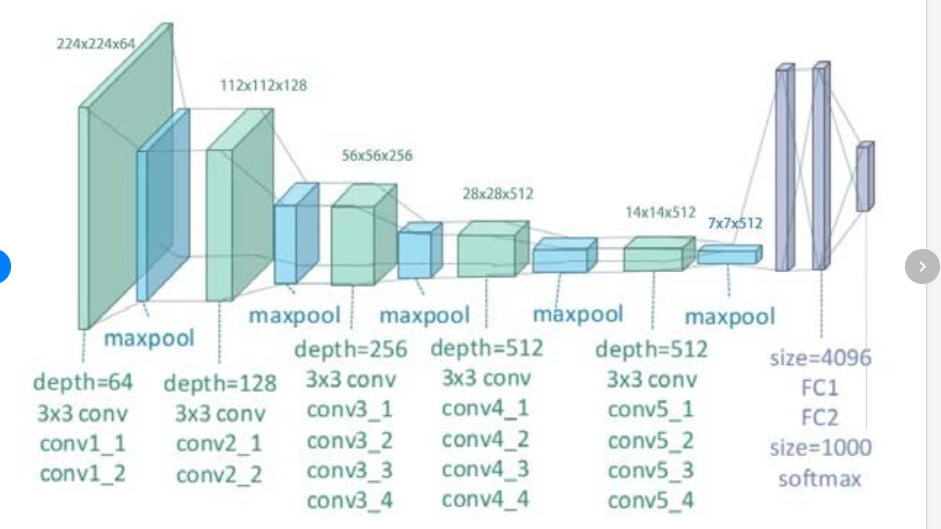 224x224x64
112x112x128
56x56x256
28x28x512
14x14x512
7x7x512
maxpool
maxpool
maxpool
maxpool
maxpool
depth=64
3x3 conv
conv1_1
conv1_2
depth=128
3x3 conv
conv2_1
conv2_2
depth=256
3x3 conv
conv3_1
conv3_2
conv3_3
conv3_4
depth=512
3x3 conv
conv4_1
conv4_2
conv4_3
conv4_4
depth=512
3x3 conv
conv5_1
conv5_2
conv5_3
conv5_4
size=4096
FC1
FC2
size=1000
softmax